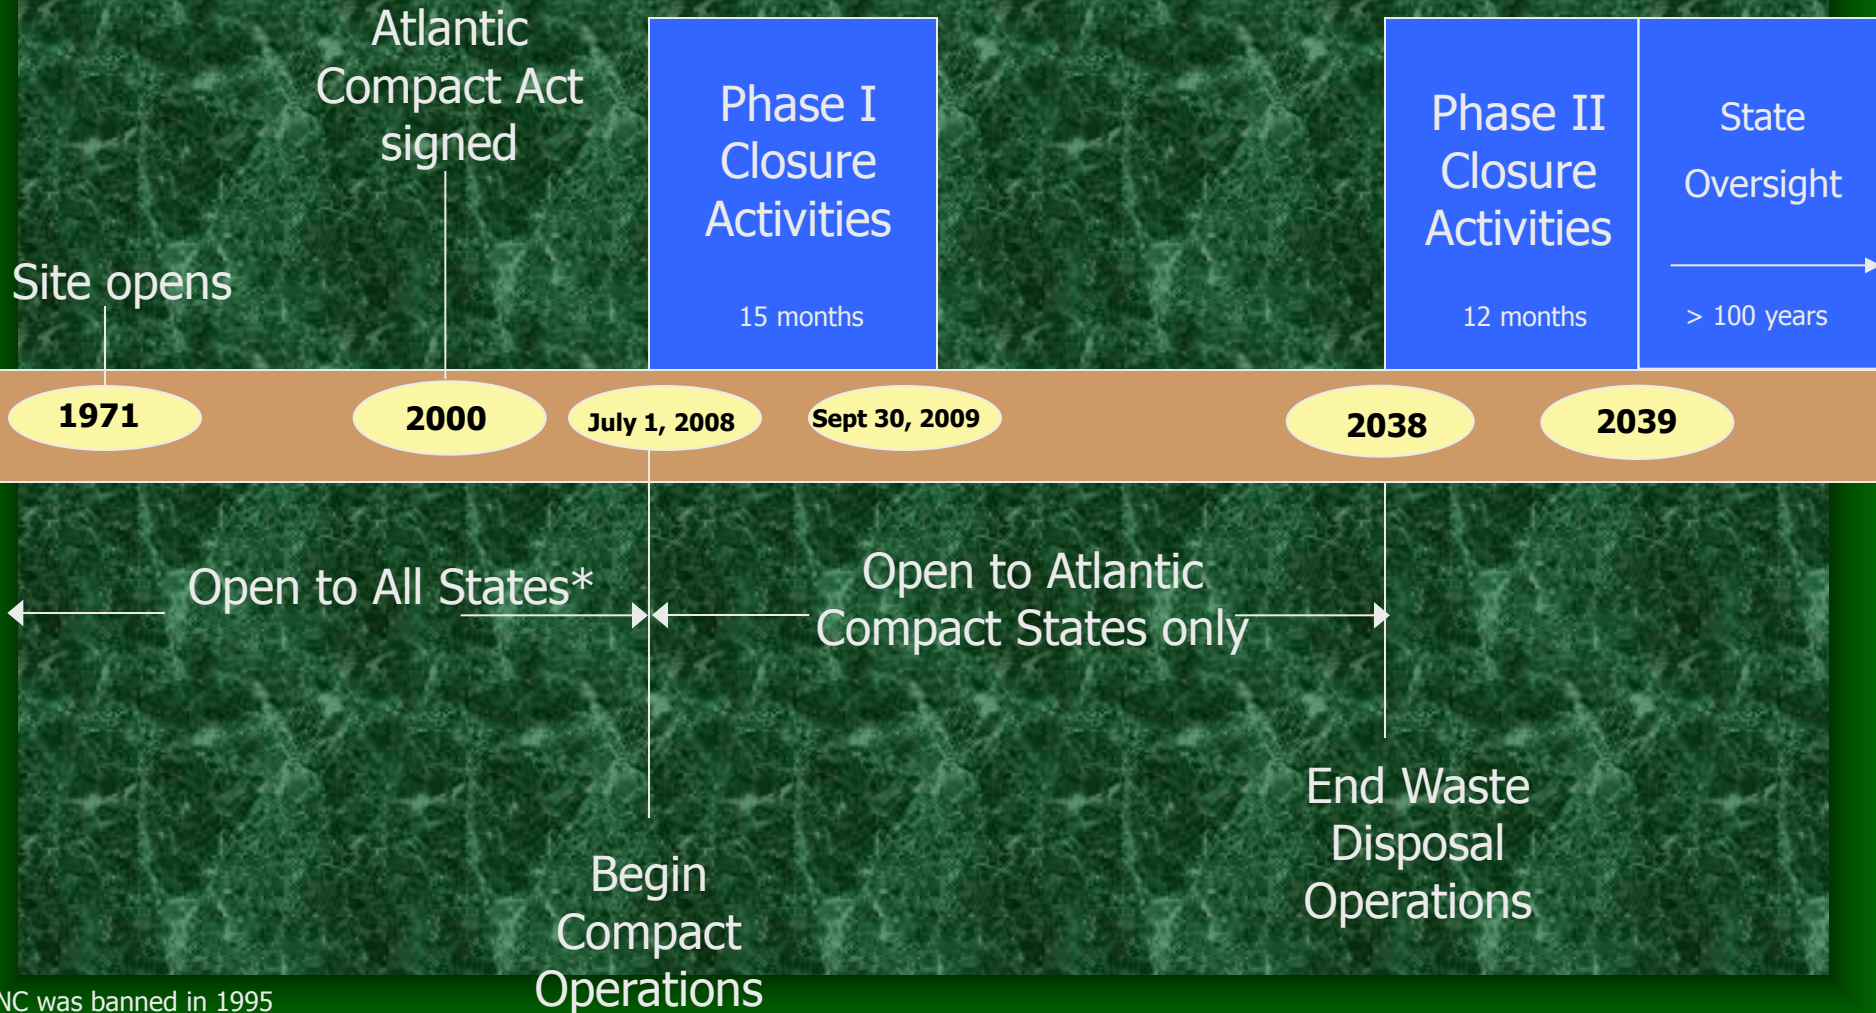 Atlantic
Compact Act
signed
Site opens
Phase I
Closure
Activities
15 months
Phase II
Closure
Activities
12 months
State
Oversight
> 100 years
1971
2000
July 1, 2008
Sept 30, 2009
2038
2039
Open to All States*
Open to Atlantic
Compact States only
Begin
Compact
Operations
End Waste
Disposal
Operations
NC was banned in 1995